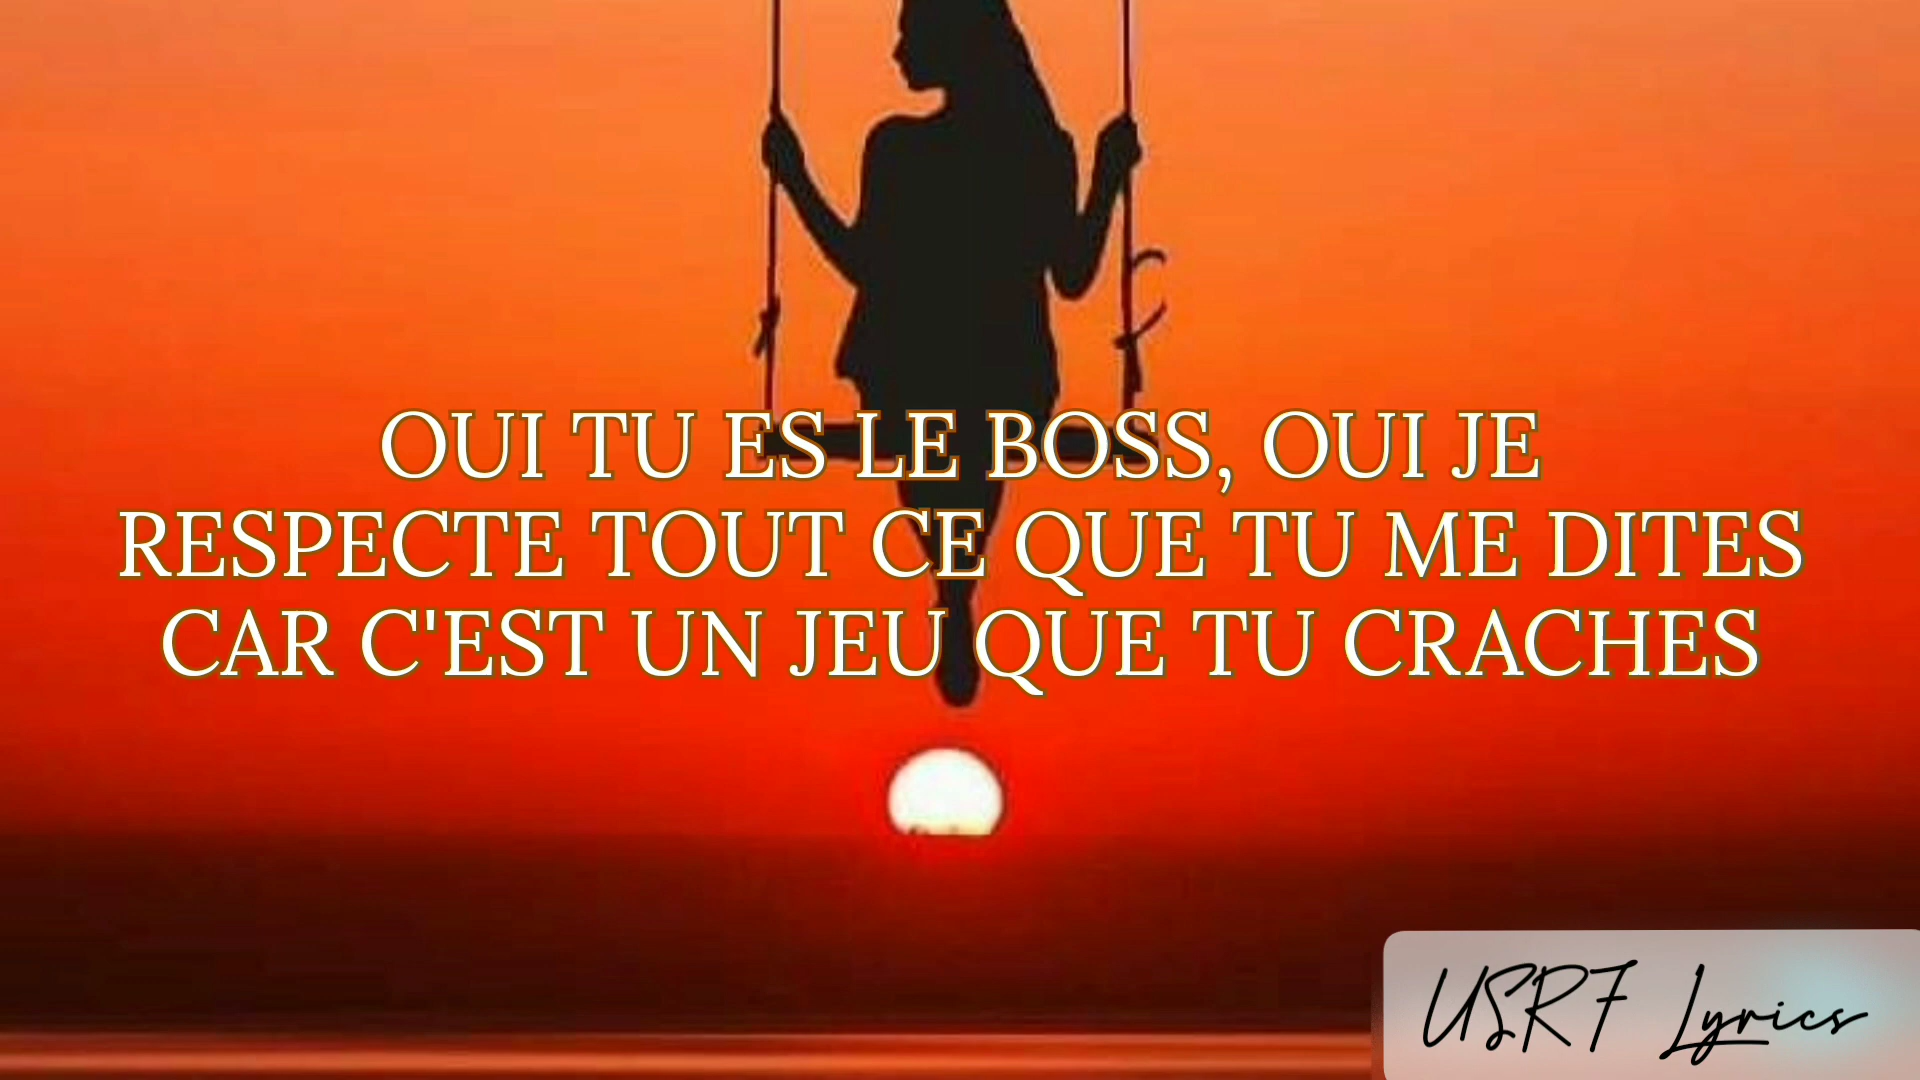 OUI TU ES LE BOSS, OUI JE
RESPECTE TOUT CE QUE TU ME DITES
CAR C'EST UN JEU QUE TU CRACHES
USRF Lyrics